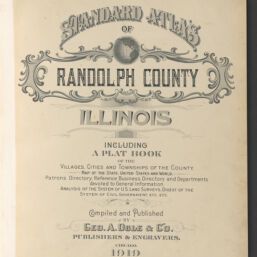 STANDARD ATLAS
OF
RANDOLPH COUNTY
ILLINOIS
INCLUDING
A PLAT BOOK
OF THE
VILLAGES, CITIES AND TOWNSHIPS OF THE COUNTY.
MAP OF THE STATE, UNITED STATES AND WORLD.
Patrons Directory, Reference Business Directory and Departments
devoted to General Information.
ANALYSIS OF THE SYSTEM OF U.S. LAND SURVEYS, DIGEST OF THE
SYSTEM OF CIVIL GOVERNMENT, ETC. ETC.
Compiled and Published
BY
GEO. A. OGLE & CO.
PUBLISHERS & ENGRAVERS.
CHICAGO.
1919